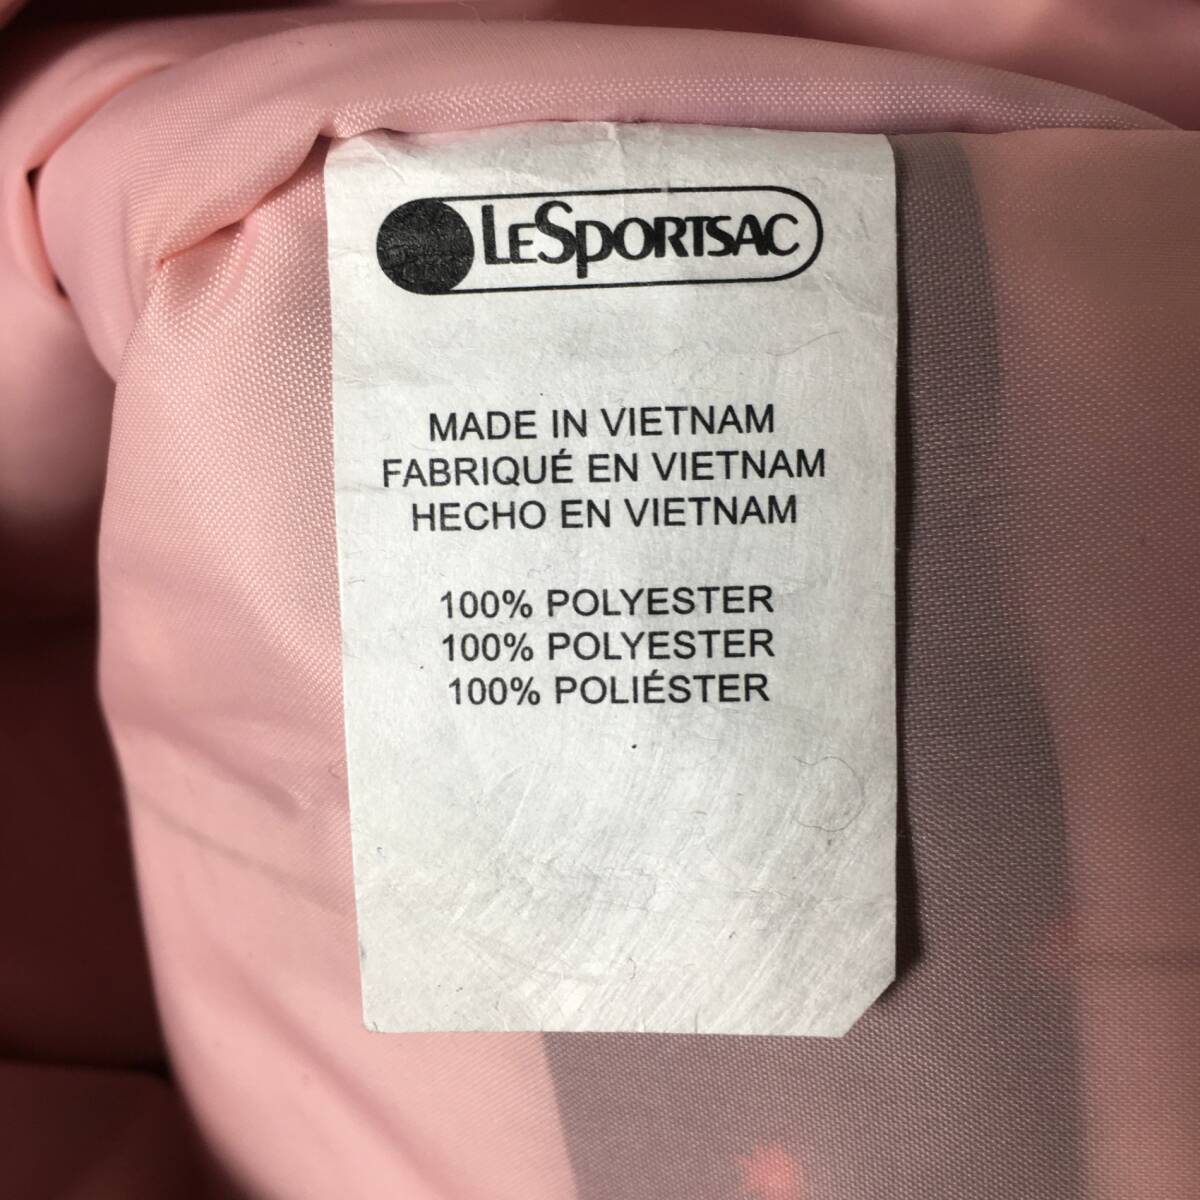 LESPORTSAC
MADE IN VIETNAM
FABRIQUÉ EN VIETNAM
HECHO EN VIETNAM
100% POLYESTER
100% POLYESTER
100% POLIÉSTER